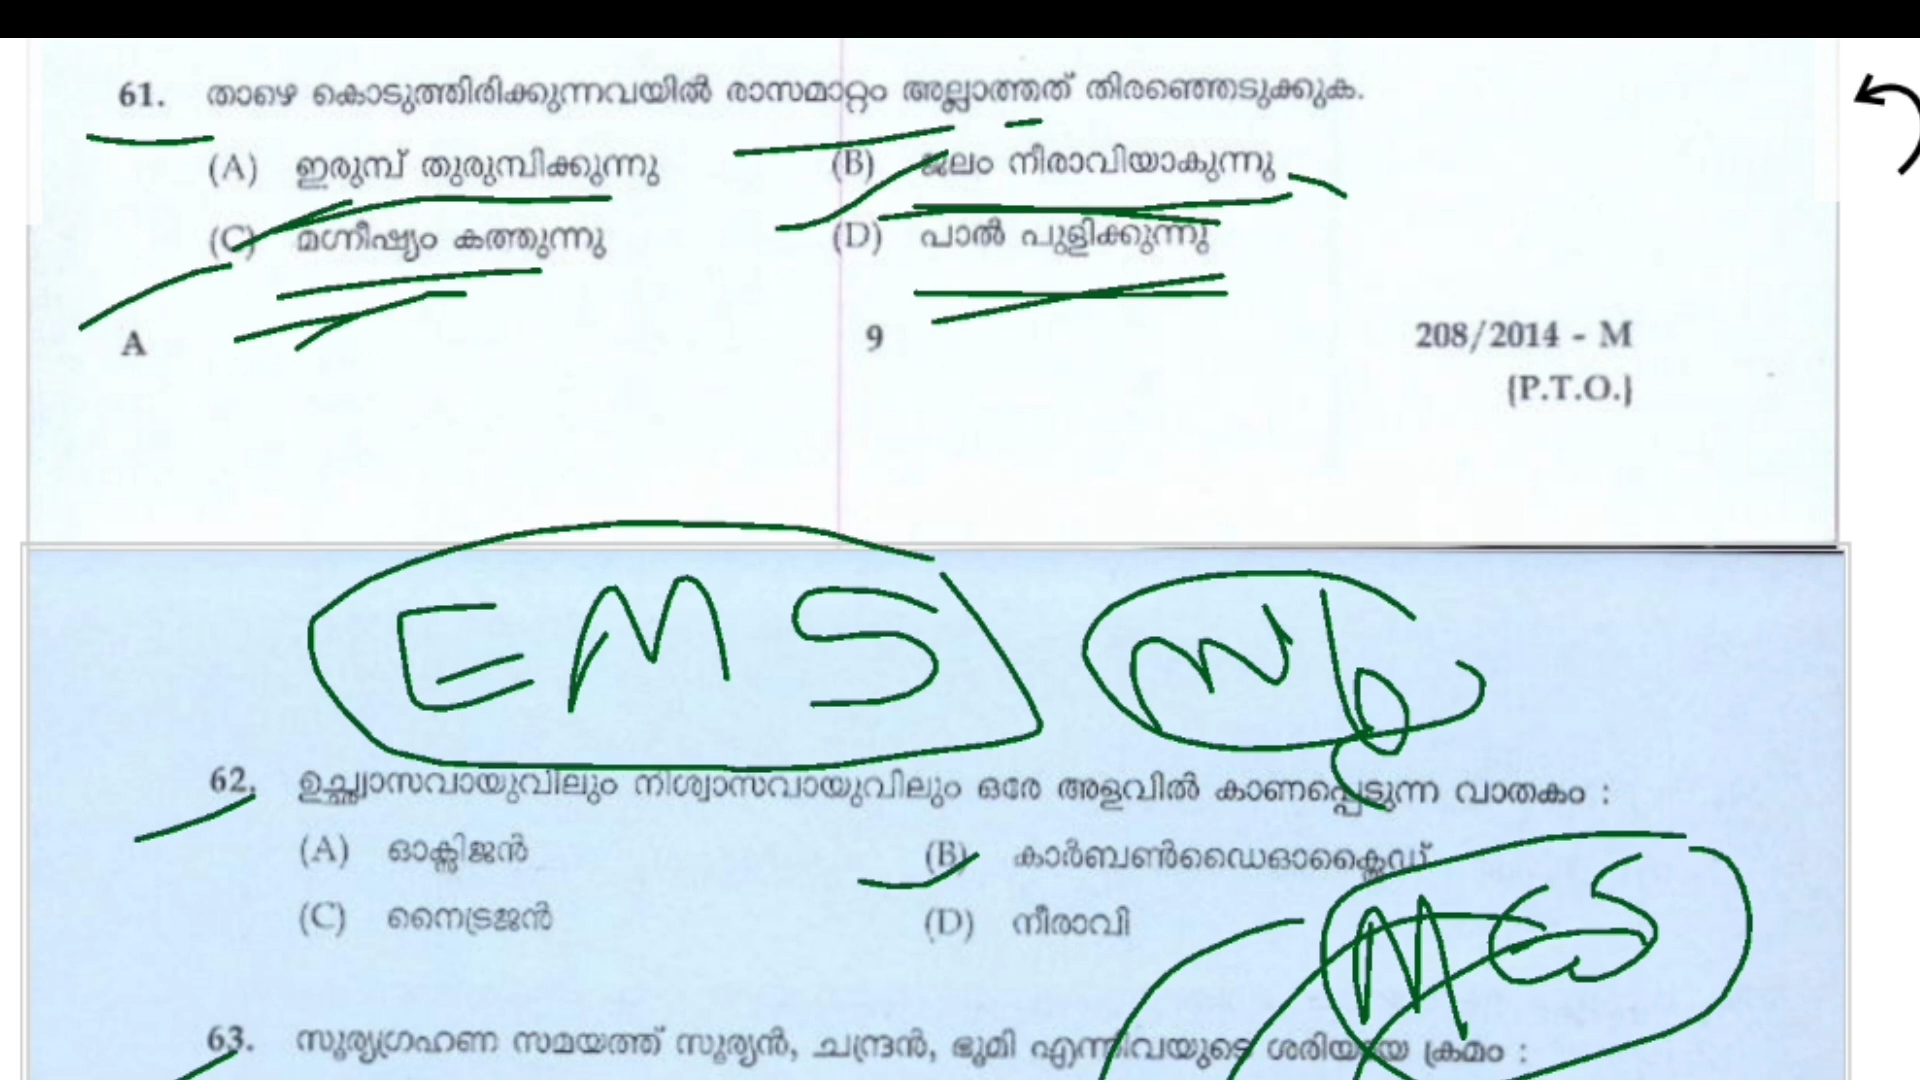 61. താഴെ കൊടുത്തിരിക്കുന്നവയിൽ രാസമാറ്റം അല്ലാത്തത് തിരഞ്ഞെടുക്കുക.
(A) ഇരുമ്പ് തുരുമ്പിക്കുന്നു (B) ജലം നീരാവിയാകുന്നു
(C) മഗ്നീഷ്യം കത്തുന്നു (D) പാൽ പുളിക്കുന്നു
A 9 208/2014 - M
{P.T.O.}
EMS
62. ഉച്ഛ്വാസവായുവിലും നിശ്വാസവായുവിലും ഒരേ അളവിൽ കാണപ്പെടുന്ന വാതകം :
(A) ഓക്സിജൻ (B) കാർബൺഡൈഓക്സൈഡ്
(C) നൈട്രജൻ (D) നീരാവി
63. സൂര്യഗ്രഹണ സമയത്ത് സൂര്യൻ, ചന്ദ്രൻ, ഭൂമി എന്നിവയുടെ ശരിയായ ക്രമം :